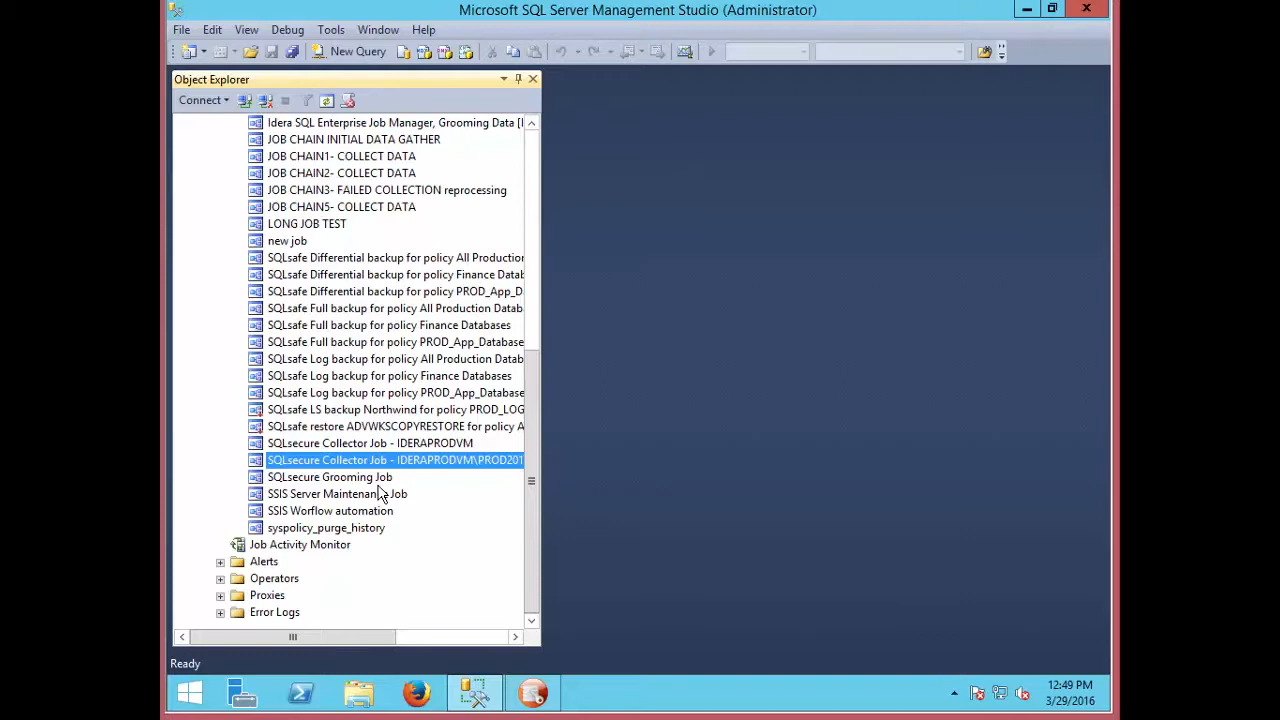 Microsoft SQL Server Management Studio (Administrator)
File Edit View Debug Tools Window Help
New Query
Object Explorer
Connect
Idera SQL Enterprise Job Manager, Grooming Data [I
JOB CHAIN INITIAL DATA GATHER
JOB CHAIN1- COLLECT DATA
JOB CHAIN2- COLLECT DATA
JOB CHAIN3- FAILED COLLECTION reprocessing
JOB CHAIN5- COLLECT DATA
LONG JOB TEST
new job
SQLsafe Differential backup for policy All Production
SQLsafe Differential backup for policy Finance Datab
SQLsafe Differential backup for policy PROD_App_D
SQLsafe Full backup for policy All Production Datab
SQLsafe Full backup for policy Finance Databases
SQLsafe Full backup for policy PROD_App_Database
SQLsafe Log backup for policy All Production Datab
SQLsafe Log backup for policy Finance Databases
SQLsafe Log backup for policy PROD_App_Database
SQLsafe LS backup Northwind for policy PROD_LOG
SQLsafe restore ADVWKSCOPYRESTORE for policy A
SQLsecure Collector Job - IDERAPRODVM
SQLsecure Collector Job - IDERAPRODVM\PROD201
SQLsecure Grooming Job
SSIS Server Maintenance Job
SSIS Worflow automation
syspolicy_purge_history
Job Activity Monitor
Alerts
Operators
Proxies
Error Logs
Ready
12:49 PM
3/29/2016